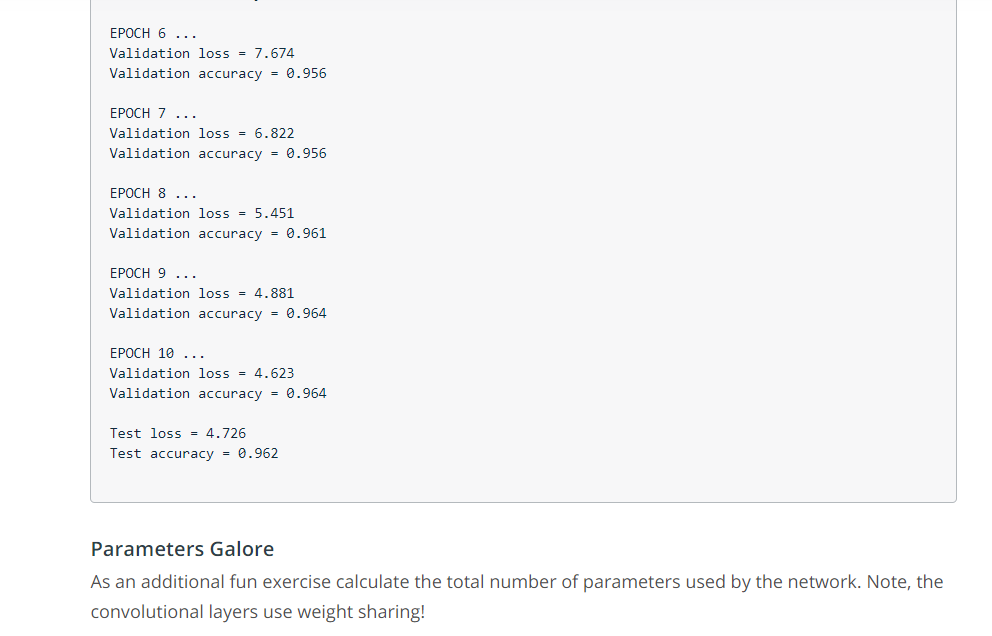 EPOCH 6 ...
Validation loss = 7.674
Validation accuracy = 0.956
EPOCH 7 ...
Validation loss = 6.822
Validation accuracy = 0.956
EPOCH 8 ...
Validation loss = 5.451
Validation accuracy = 0.961
EPOCH 9 ...
Validation loss = 4.881
Validation accuracy = 0.964
EPOCH 10 ...
Validation loss = 4.623
Validation accuracy = 0.964
Test loss = 4.726
Test accuracy = 0.962
Parameters Galore
As an additional fun exercise calculate the total number of parameters used by the network. Note, the
convolutional layers use weight sharing!